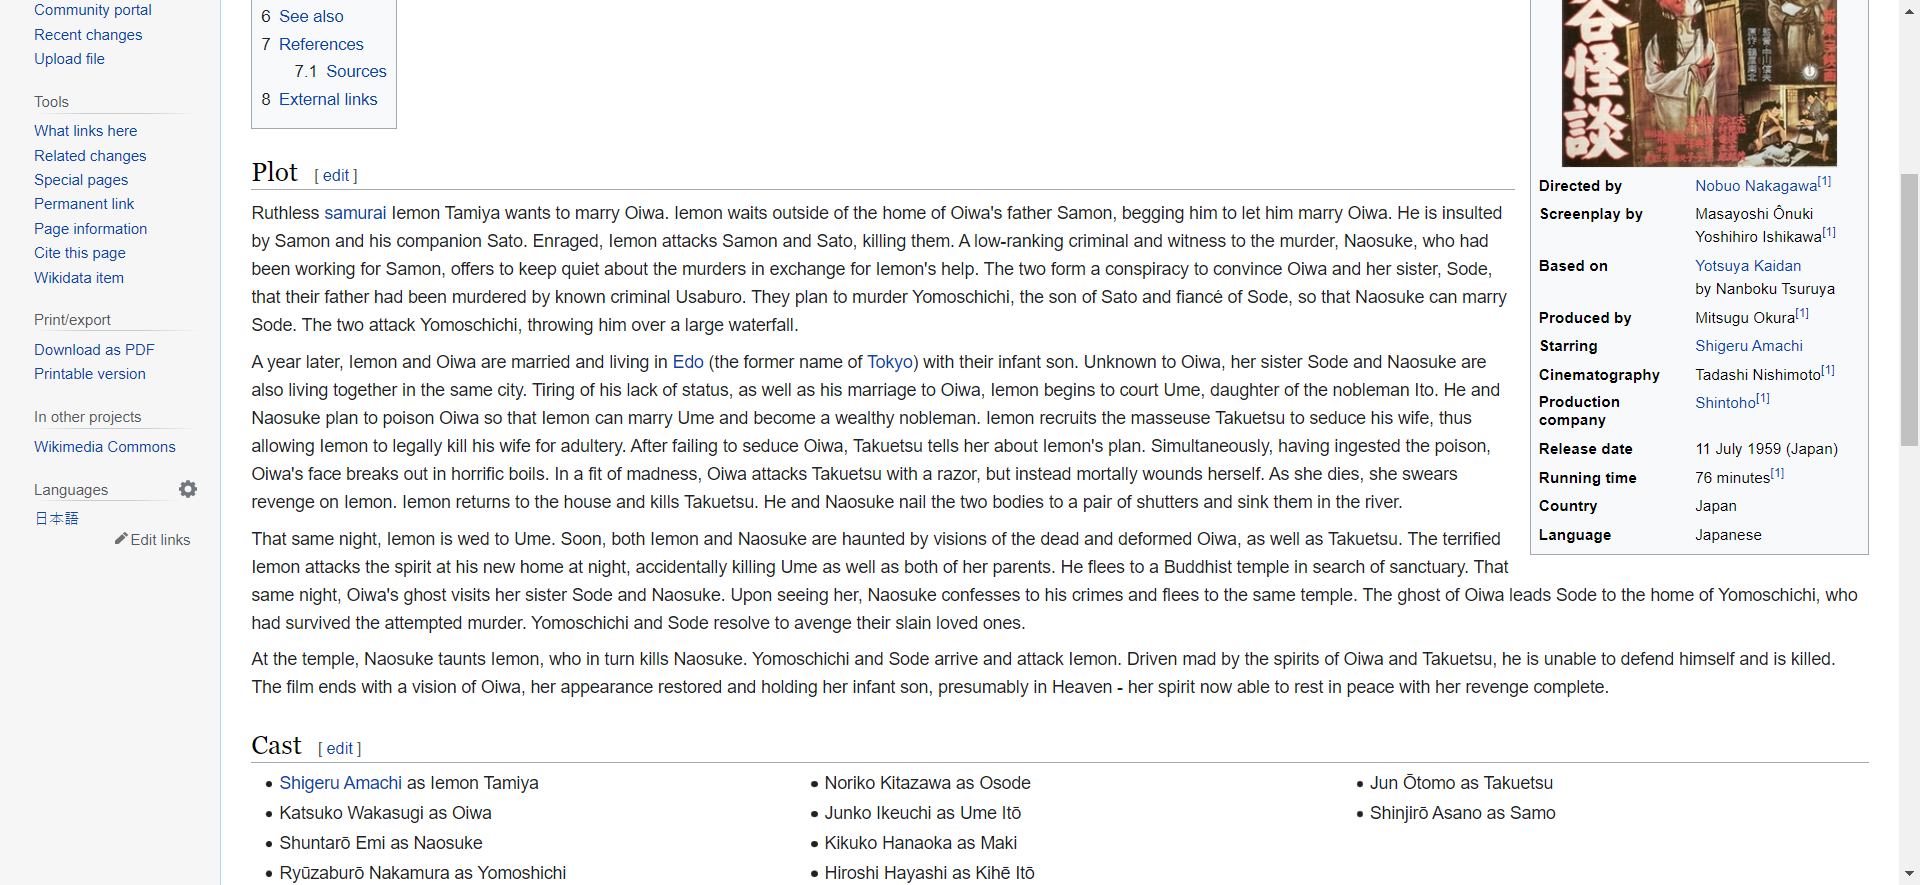 Community portal
Recent changes
Upload file
Tools
What links here
Related changes
Special pages
Permanent link
Page information
Cite this page
Wikidata item
Print/export
Download as PDF
Printable version
In other projects
Wikimedia Commons
Languages
日本語
Edit links
6 See also
7 References
7.1 Sources
8 External links
Plot [ edit ]
Ruthless samurai Iemon Tamiya wants to marry Oiwa. Iemon waits outside of the home of Oiwa's father Samon, begging him to let him marry Oiwa. He is insulted
by Samon and his companion Sato. Enraged, Iemon attacks Samon and Sato, killing them. A low-ranking criminal and witness to the murder, Naosuke, who had
been working for Samon, offers to keep quiet about the murders in exchange for Iemon's help. The two form a conspiracy to convince Oiwa and her sister, Sode,
that their father had been murdered by known criminal Usaburo. They plan to murder Yomoschichi, the son of Sato and fiancé of Sode, so that Naosuke can marry
Sode. The two attack Yomoschichi, throwing him over a large waterfall.
A year later, Iemon and Oiwa are married and living in Edo (the former name of Tokyo) with their infant son. Unknown to Oiwa, her sister Sode and Naosuke are
also living together in the same city. Tiring of his lack of status, as well as his marriage to Oiwa, Iemon begins to court Ume, daughter of the nobleman Ito. He and
Naosuke plan to poison Oiwa so that Iemon can marry Ume and become a wealthy nobleman. Iemon recruits the masseuse Takuetsu to seduce his wife, thus
allowing Iemon to legally kill his wife for adultery. After failing to seduce Oiwa, Takuetsu tells her about Iemon's plan. Simultaneously, having ingested the poison,
Oiwa's face breaks out in horrific boils. In a fit of madness, Oiwa attacks Takuetsu with a razor, but instead mortally wounds herself. As she dies, she swears
revenge on Iemon. Iemon returns to the house and kills Takuetsu. He and Naosuke nail the two bodies to a pair of shutters and sink them in the river.
That same night, Iemon is wed to Ume. Soon, both Iemon and Naosuke are haunted by visions of the dead and deformed Oiwa, as well as Takuetsu. The terrified
Iemon attacks the spirit at his new home at night, accidentally killing Ume as well as both of her parents. He flees to a Buddhist temple in search of sanctuary. That
same night, Oiwa's ghost visits her sister Sode and Naosuke. Upon seeing her, Naosuke confesses to his crimes and flees to the same temple. The ghost of Oiwa leads Sode to the home of Yomoschichi, who
had survived the attempted murder. Yomoschichi and Sode resolve to avenge their slain loved ones.
At the temple, Naosuke taunts Iemon, who in turn kills Naosuke. Yomoschichi and Sode arrive and attack Iemon. Driven mad by the spirits of Oiwa and Takuetsu, he is unable to defend himself and is killed.
The film ends with a vision of Oiwa, her appearance restored and holding her infant son, presumably in Heaven - her spirit now able to rest in peace with her revenge complete.
Cast [ edit ]
Shigeru Amachi as Iemon Tamiya
Katsuko Wakasugi as Oiwa
Shuntarō Emi as Naosuke
Ryūzaburō Nakamura as Yomoshichi
Noriko Kitazawa as Osode
Junko Ikeuchi as Ume Itō
Kikuko Hanaoka as Maki
Hiroshi Hayashi as Kihē Itō
Jun Ōtomo as Takuetsu
Shinjirō Asano as Samo
谷怪談
Directed by Nobuo Nakagawa[1]
Screenplay by Masayoshi Ônuki
Yoshihiro Ishikawa[1]
Based on Yotsuya Kaidan
by Nanboku Tsuruya
Produced by Mitsugu Okura[1]
Starring Shigeru Amachi
Cinematography Tadashi Nishimoto[1]
Production company Shintoho[1]
Release date 11 July 1959 (Japan)
Running time 76 minutes[1]
Country Japan
Language Japanese